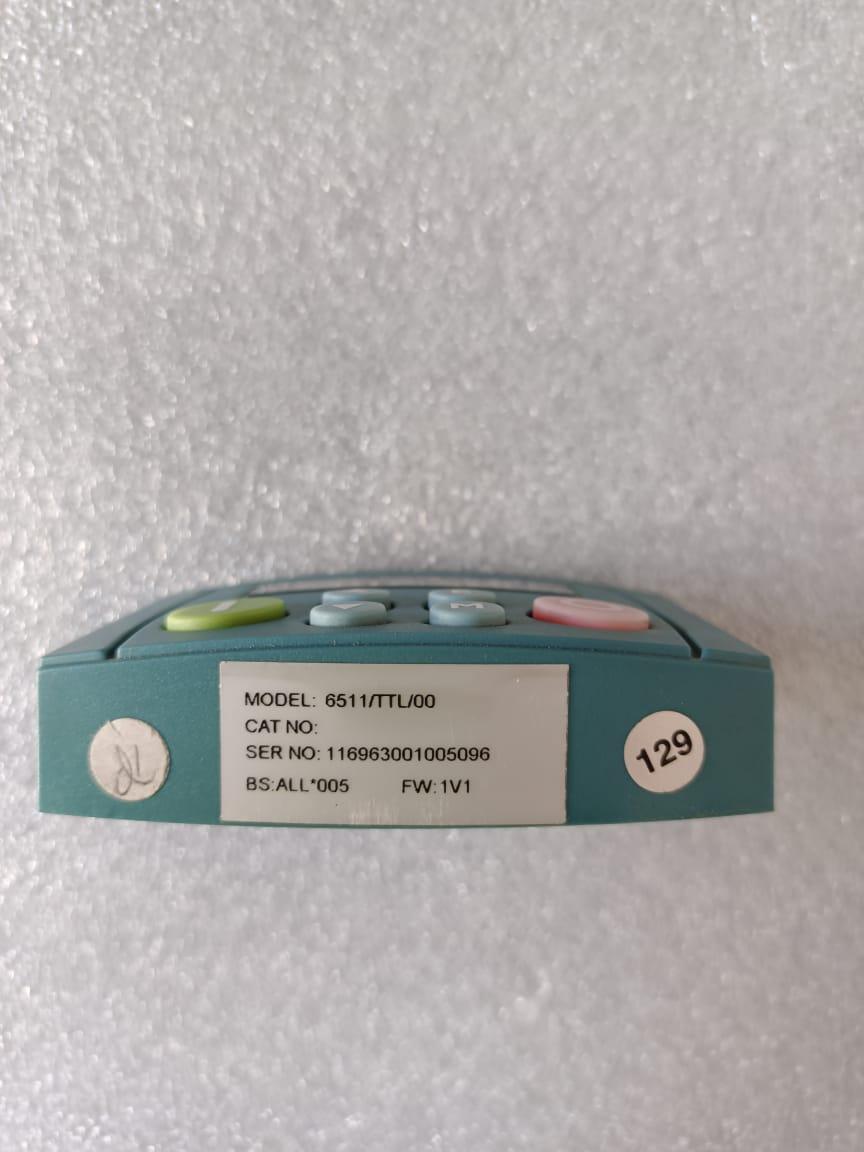 M
MODEL: 6511/TTL/00
CAT NO:
SER NO: 116963001005096
BS:ALL*005 FW:1V1
129